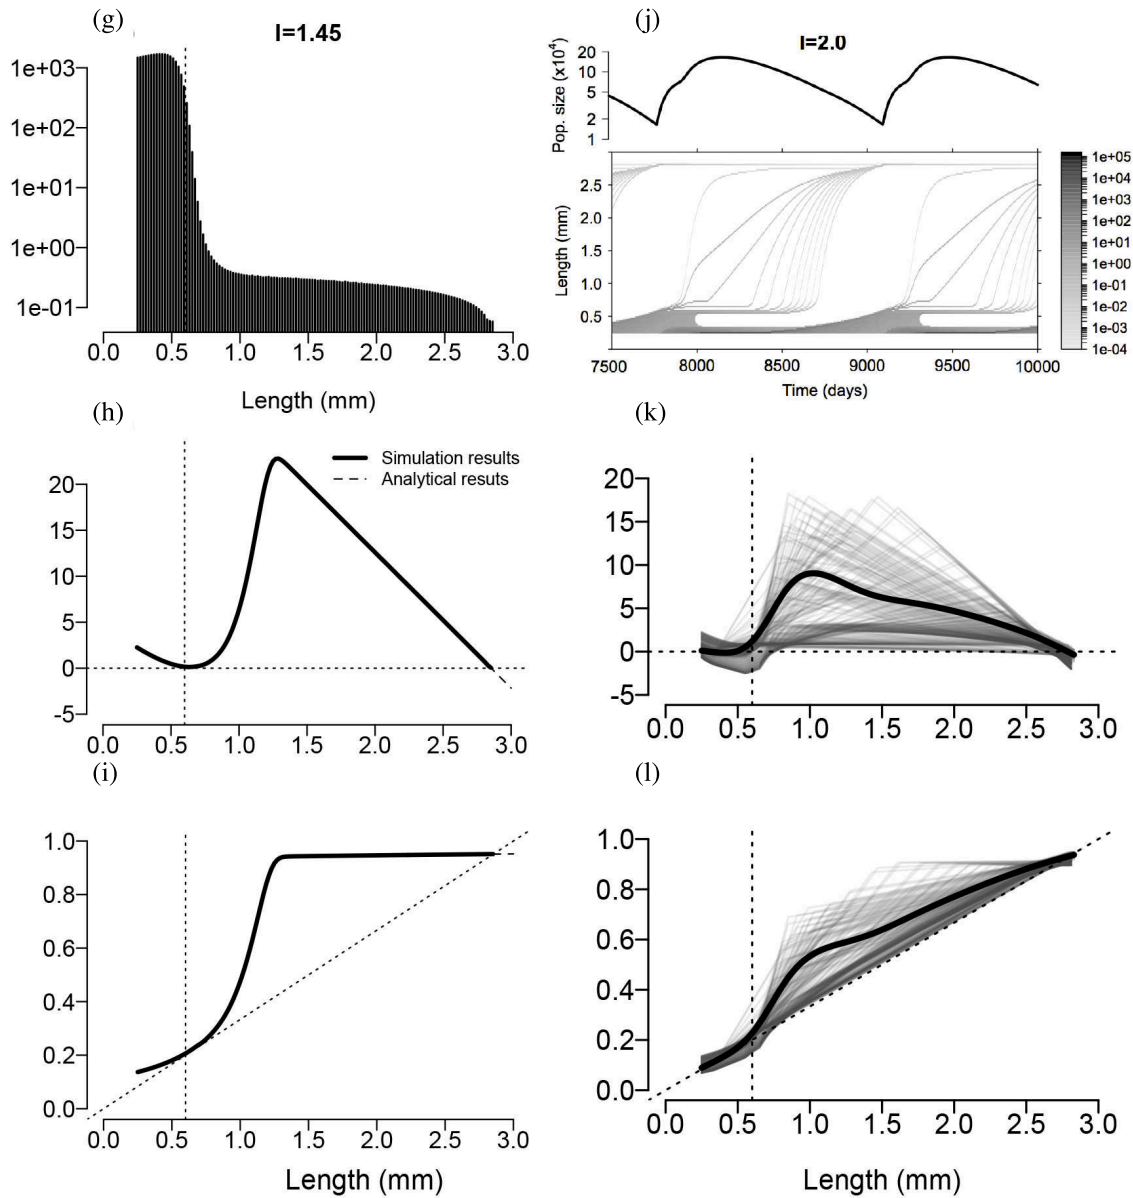 (g)
I=1.45
1e+03
1e+02
1e+01
1e+00
1e-01
0.0 0.5 1.0 1.5 2.0 2.5 3.0
Length (mm)
(j)
I=2.0
Pop. size (x10⁴)
20
10
5
2
1
Length (mm)
2.5
2.0
1.5
1.0
0.5
7500 8000 8500 9000 9500 10000
Time (days)
1e+05
1e+04
1e+03
1e+02
1e+01
1e+00
1e-01
1e-02
1e-03
1e-04
(h)
Simulation results
Analytical resuts
20
15
10
5
0
-5
0.0 0.5 1.0 1.5 2.0 2.5 3.0
(k)
20
15
10
5
0
-5
0.0 0.5 1.0 1.5 2.0 2.5 3.0
(i)
1.0
0.8
0.6
0.4
0.2
0.0
0.0 0.5 1.0 1.5 2.0 2.5 3.0
Length (mm)
(l)
1.0
0.8
0.6
0.4
0.2
0.0
0.0 0.5 1.0 1.5 2.0 2.5 3.0
Length (mm)